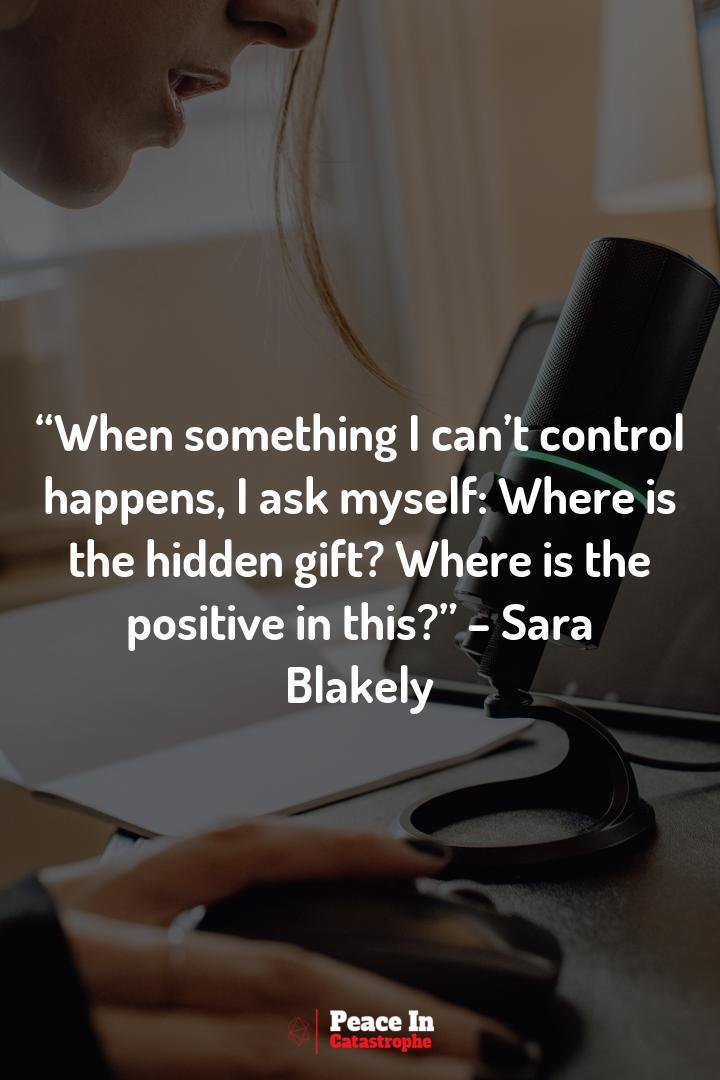 “When something I can’t control
happens, I ask myself: Where is
the hidden gift? Where is the
positive in this?” – Sara
Blakely
Peace In
Catastrophe